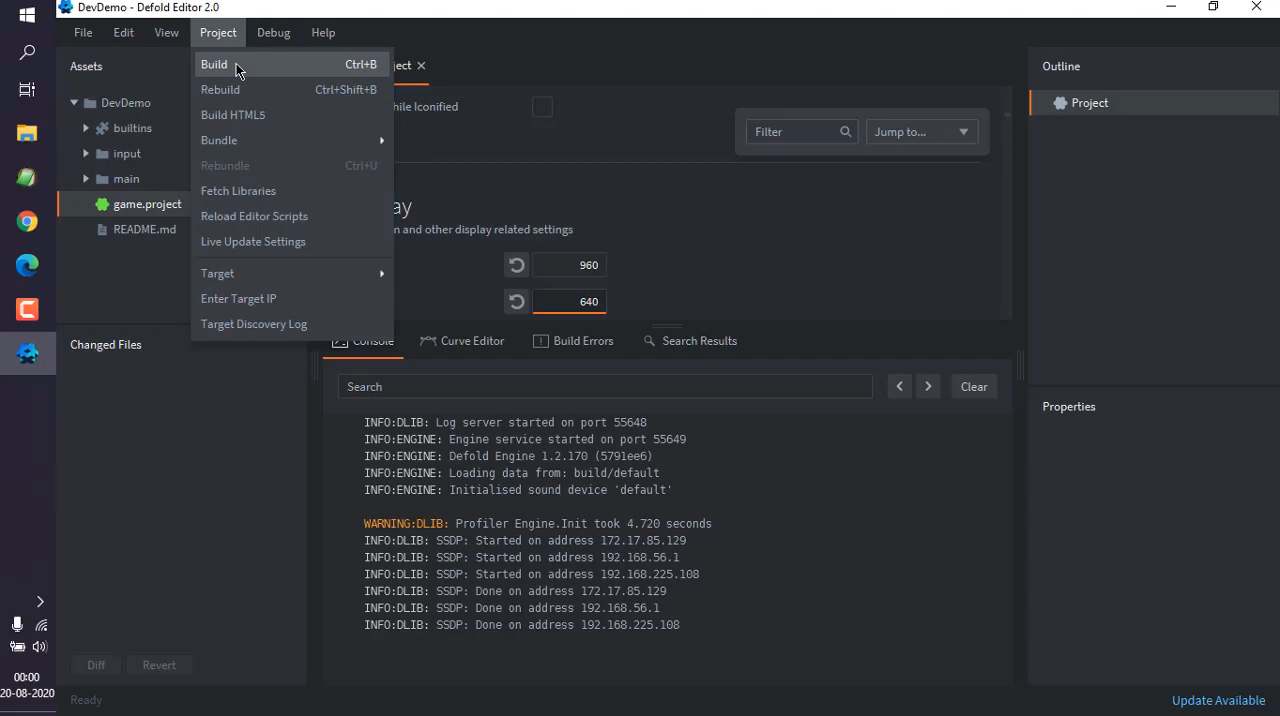 DevDemo - Defold Editor 2.0
File Edit View Project Debug Help
Assets
DevDemo
builtins
input
main
game.project
README.md
Build Ctrl+B
Rebuild Ctrl+Shift+B
Build HTML5
Bundle
Rebundle Ctrl+U
Fetch Libraries
Reload Editor Scripts
Live Update Settings
Target
Enter Target IP
Target Discovery Log
ject
hile Iconified
Filter
Jump to...
ay
n and other display related settings
960
640
Outline
Project
Changed Files
Diff Revert
Console Curve Editor Build Errors Search Results
Search
Clear
INFO:DLIB: Log server started on port 55648
INFO:ENGINE: Engine service started on port 55649
INFO:ENGINE: Defold Engine 1.2.170 (5791ee6)
INFO:ENGINE: Loading data from: build/default
INFO:ENGINE: Initialised sound device 'default'
WARNING:DLIB: Profiler Engine.Init took 4.720 seconds
INFO:DLIB: SSDP: Started on address 172.17.85.129
INFO:DLIB: SSDP: Started on address 192.168.56.1
INFO:DLIB: SSDP: Started on address 192.168.225.108
INFO:DLIB: SSDP: Done on address 172.17.85.129
INFO:DLIB: SSDP: Done on address 192.168.56.1
INFO:DLIB: SSDP: Done on address 192.168.225.108
Properties
00:00
20-08-2020
Ready
Update Available